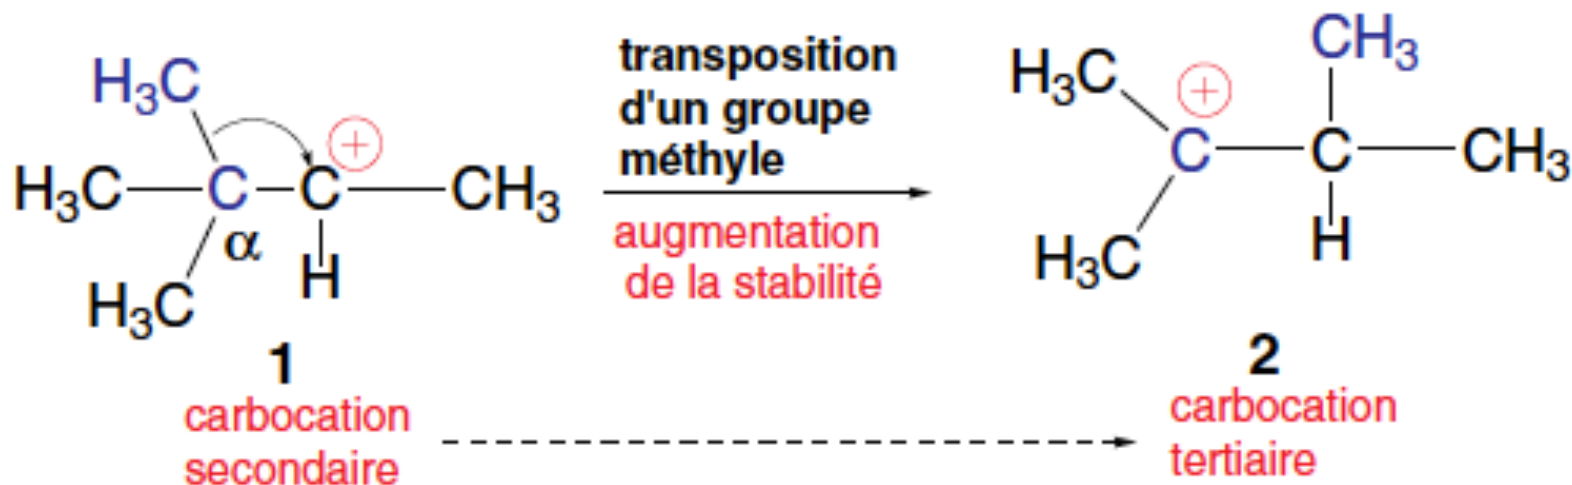 transposition
d'un groupe
méthyle
augmentation
de la stabilité
H₃C
H₃C—C—C—CH₃
⊕
α
H
H₃C
1
carbocation
secondaire
CH₃
H₃C
⊕
C—C—CH₃
H₃C
H
2
carbocation
tertiaire